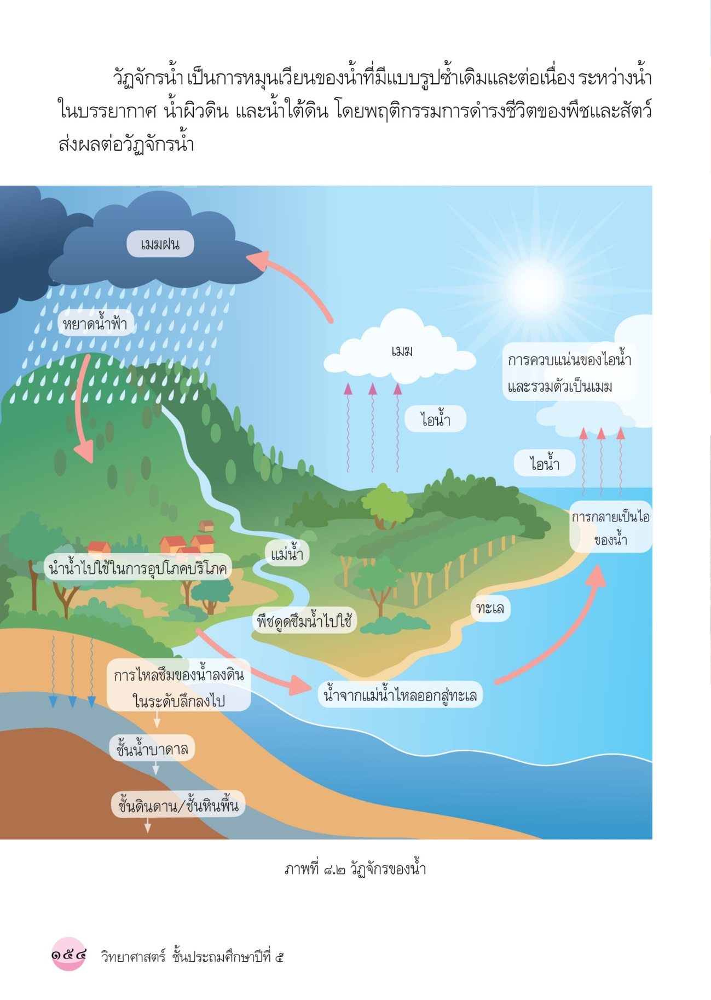 วัฏจักรน้ำ เป็นการหมุนเวียนของน้ำที่มีแบบรูปซ้ำเดิมและต่อเนื่อง ระหว่างน้ำ
ในบรรยากาศ น้ำผิวดิน และน้ำใต้ดิน โดยพฤติกรรมการดำรงชีวิตของพืชและสัตว์
ส่งผลต่อวัฏจักรน้ำ
เมฆฝน
หยาดน้ำฟ้า
เมฆ
การควบแน่นของไอน้ำ
และรวมตัวเป็นเมฆ
ไอน้ำ
ไอน้ำ
การกลายเป็นไอ
ของน้ำ
แม่น้ำ
นำน้ำไปใช้ในการอุปโภคบริโภค
ทะเล
พืชดูดซึมน้ำไปใช้
การไหลซึมของน้ำลงดิน
ในระดับลึกลงไป
น้ำจากแม่น้ำไหลออกสู่ทะเล
ชั้นน้ำบาดาล
ชั้นดินดาน/ชั้นหินพื้น
ภาพที่ ๘.๒ วัฏจักรของน้ำ
๑๕๔ วิทยาศาสตร์ ชั้นประถมศึกษาปีที่ ๕